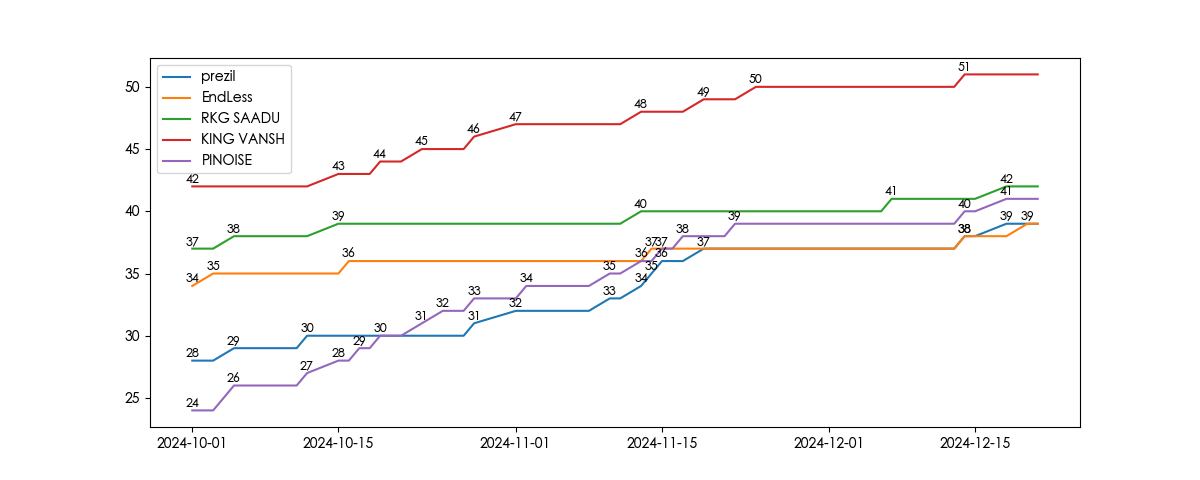 prezil
EndLess
RKG SAADU
KING VANSH
PINOISE
50
45
40
35
30
25
42 43 44 45 46 47 48 49 50 51
37 38 39 40 41 42
34 35 36 37 38 39
28 29 30 31 32 33 34 35 36 37 38 39
24 26 27 28 29 30 31 32 33 34 35 36 37 38 39 40 41
2024-10-01 2024-10-15 2024-11-01 2024-11-15 2024-12-01 2024-12-15